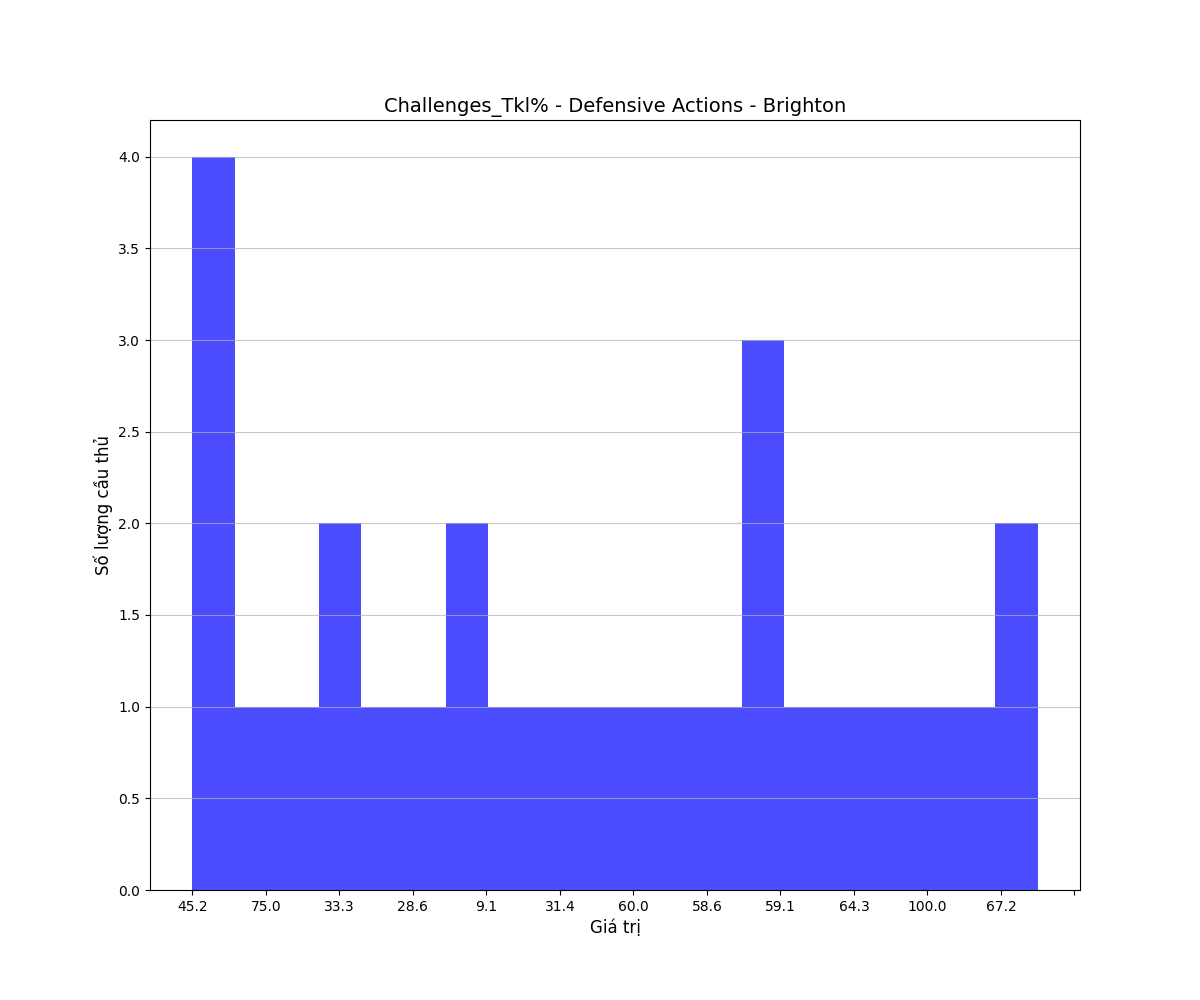 Challenges_Tkl% - Defensive Actions - Brighton
4.0
3.5
3.0
2.5
2.0
1.5
1.0
0.5
0.0
Số lượng cầu thủ
45.2 75.0 33.3 28.6 9.1 31.4 60.0 58.6 59.1 64.3 100.0 67.2
Giá trị